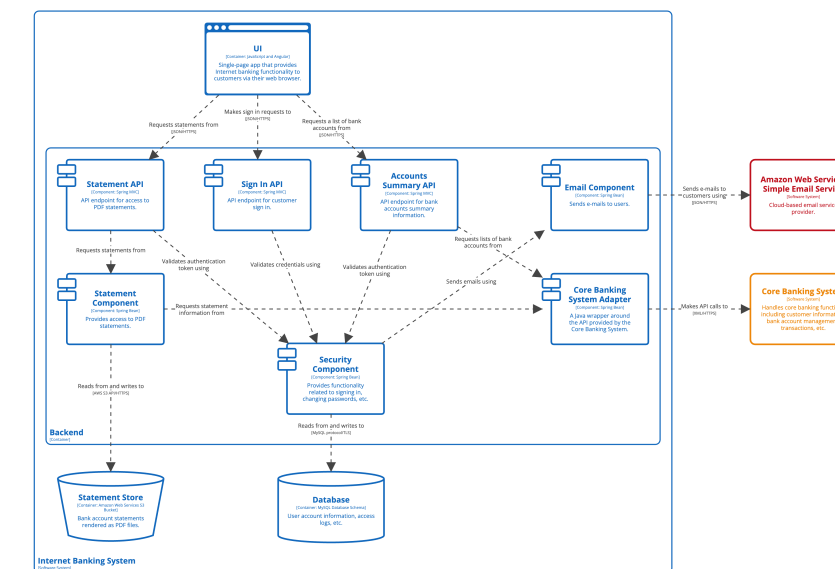 UI
[Container: JavaScript and Angular]
Single-page app that provides
Internet banking functionality to
customers via their web browser.
Requests statements from
[JSON/HTTPS]
Makes sign in requests to
[JSON/HTTPS]
Requests a list of bank
accounts from
[JSON/HTTPS]
Statement API
[Component: Spring MVC]
API endpoint for access to
PDF statements.
Sign In API
[Component: Spring MVC]
API endpoint for customer
sign in.
Accounts
Summary API
[Component: Spring MVC]
API endpoint for bank
accounts summary
information.
Email Component
[Component: Spring Bean]
Sends e-mails to users.
Sends e-mails to
customers using
[SMTP]
Amazon Web Servic
Simple Email Servi
[Software System]
Cloud-based email servic
provider.
Requests statements from
Validates authentication
token using
Validates credentials using
Validates authentication
token using
Requests lists of bank
accounts from
Sends emails using
Statement
Component
[Component: Spring Bean]
Provides access to PDF
statements.
Requests statement
information from
Core Banking
System Adapter
[Component: Spring Bean]
A Java wrapper around
the API provided by the
Core Banking System.
Makes API calls to
[XML/HTTPS]
Core Banking Syste
[Software System]
Handles core banking funct
including customer informat
bank account managemen
transactions, etc.
Security
Component
[Component: Spring Bean]
Provides functionality
related to signing in,
changing passwords, etc.
Reads from and writes to
[AWS S3 API/HTTPS]
Reads from and writes to
[MySQL protocol/TLS]
Backend
[Container]
Statement Store
[Container: Amazon Web Services S3
Bucket]
Bank account statements
rendered as PDF files.
Database
[Container: MySQL Database Schema]
User account information, access
logs, etc.
Internet Banking System
[Software System]